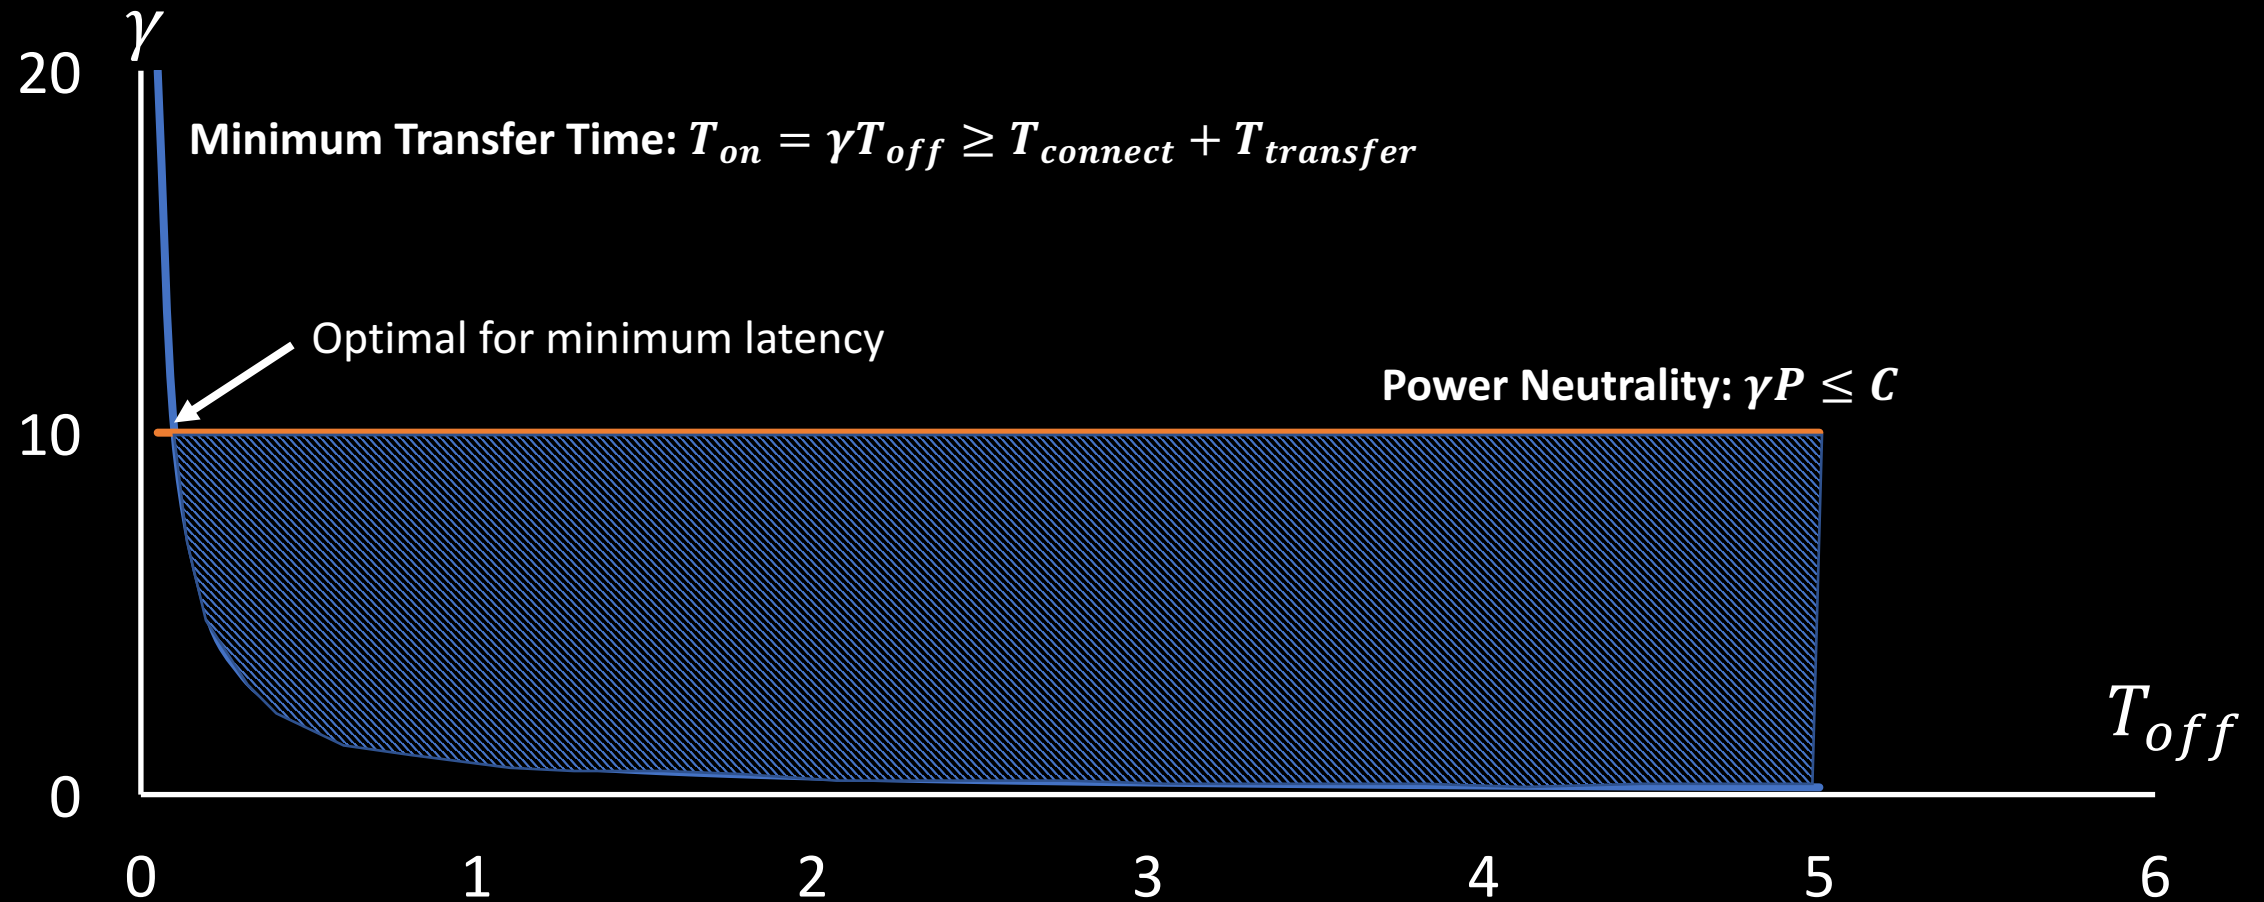 γ
20
Minimum Transfer Time: T_on = γT_off ≥ T_connect + T_transfer
Optimal for minimum latency
Power Neutrality: γP ≤ C
10
T_off
0
0 1 2 3 4 5 6